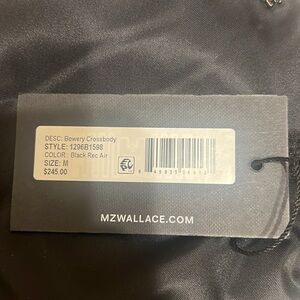 DESC: Bowery Crossbody
STYLE: 1296B1598
COLOR: Black Rec Air
SIZE: M
$245.00
MZWALLACE.COM